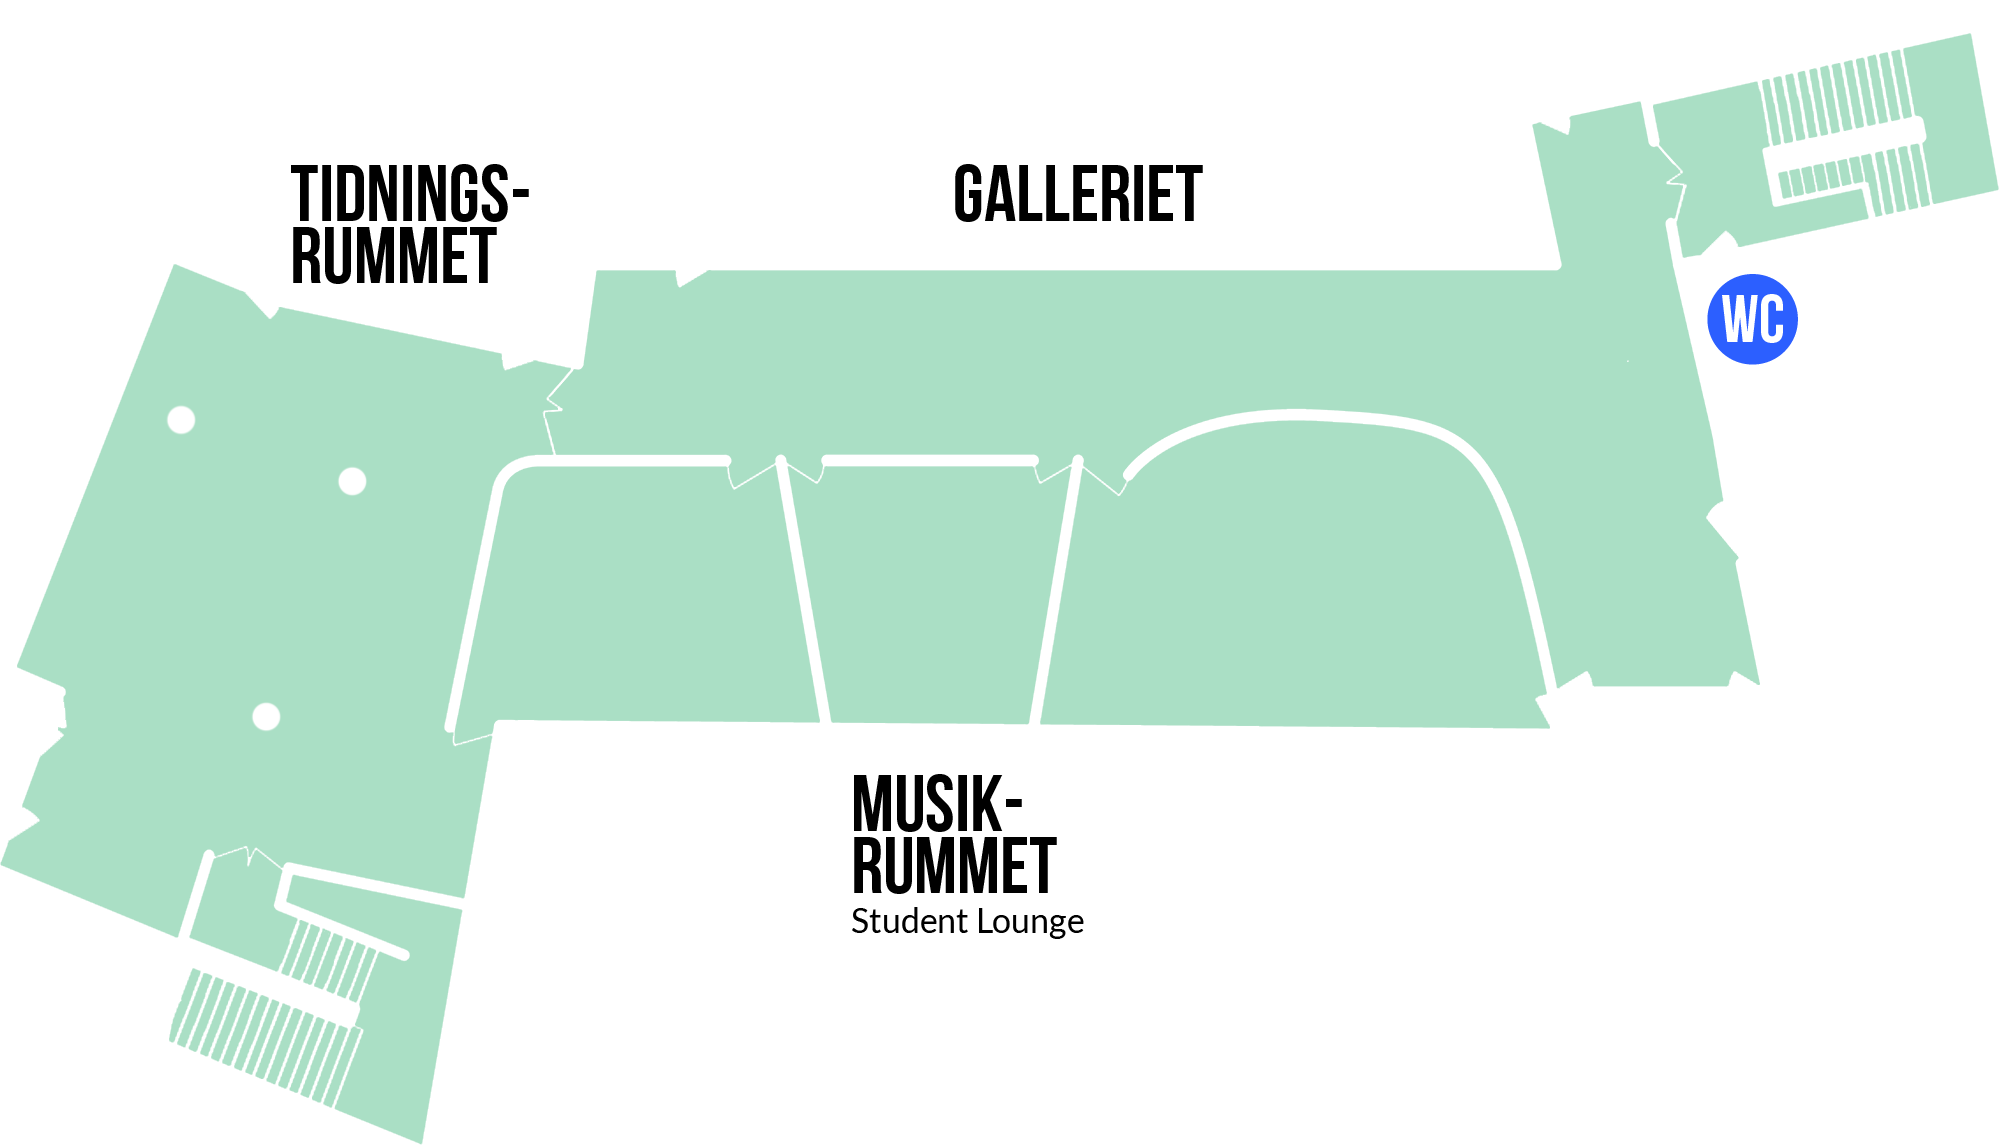 TIDNINGS-
RUMMET
GALLERIET
WC
MUSIK-
RUMMET
Student Lounge